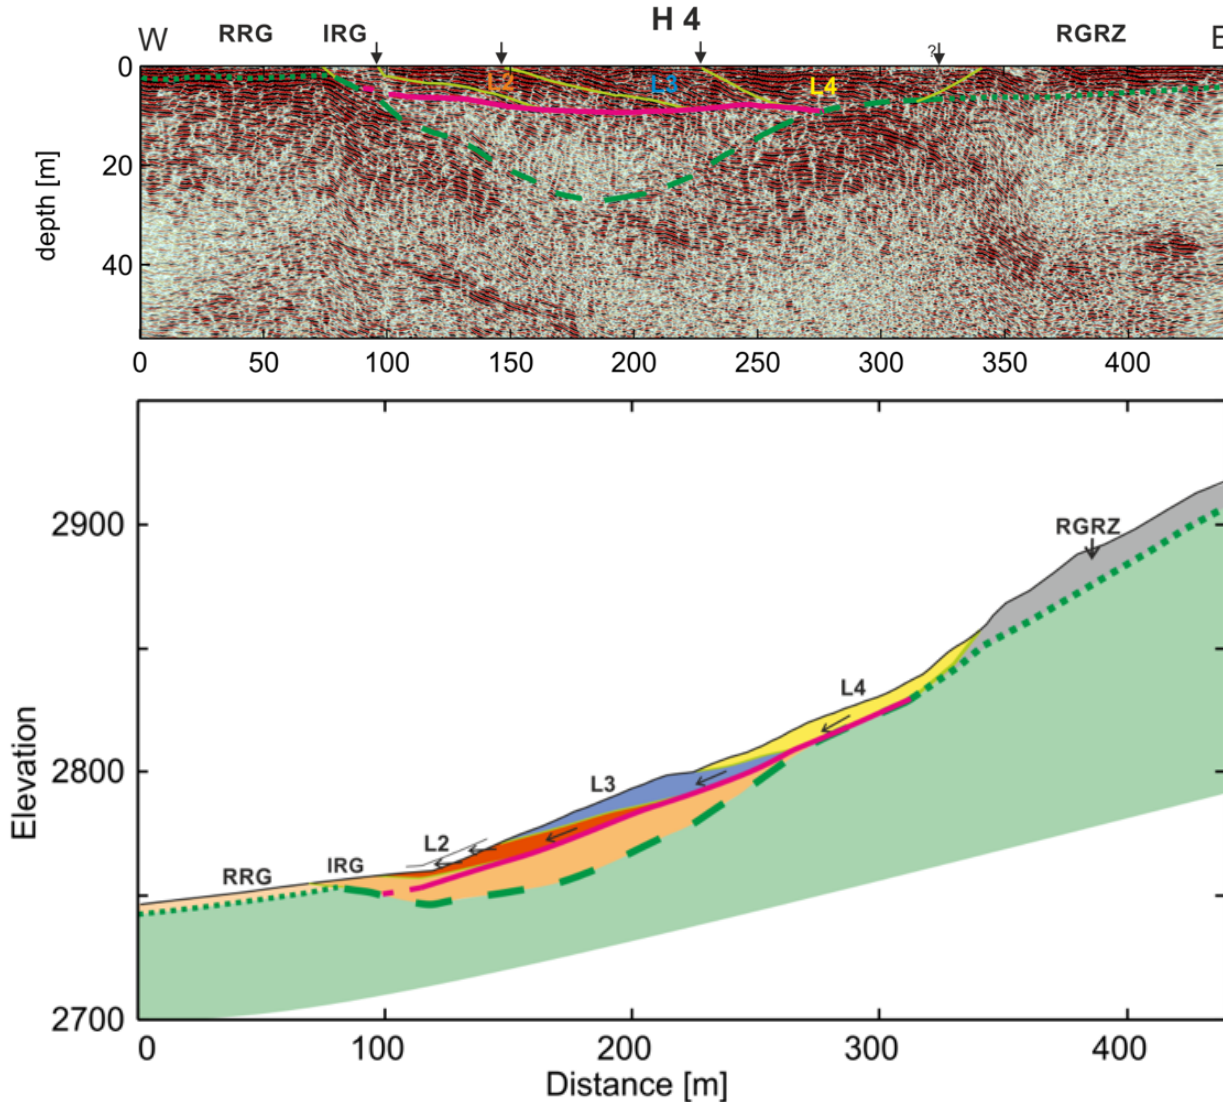 H 4
W RRG IRG RGRZ E
?
0
L2 L3 L4
20
40
depth [m]
0 50 100 150 200 250 300 350 400
2900
RGRZ
L4
2800
L3
L2
IRG
RRG
2700
Elevation
0 100 200 300 400
Distance [m]